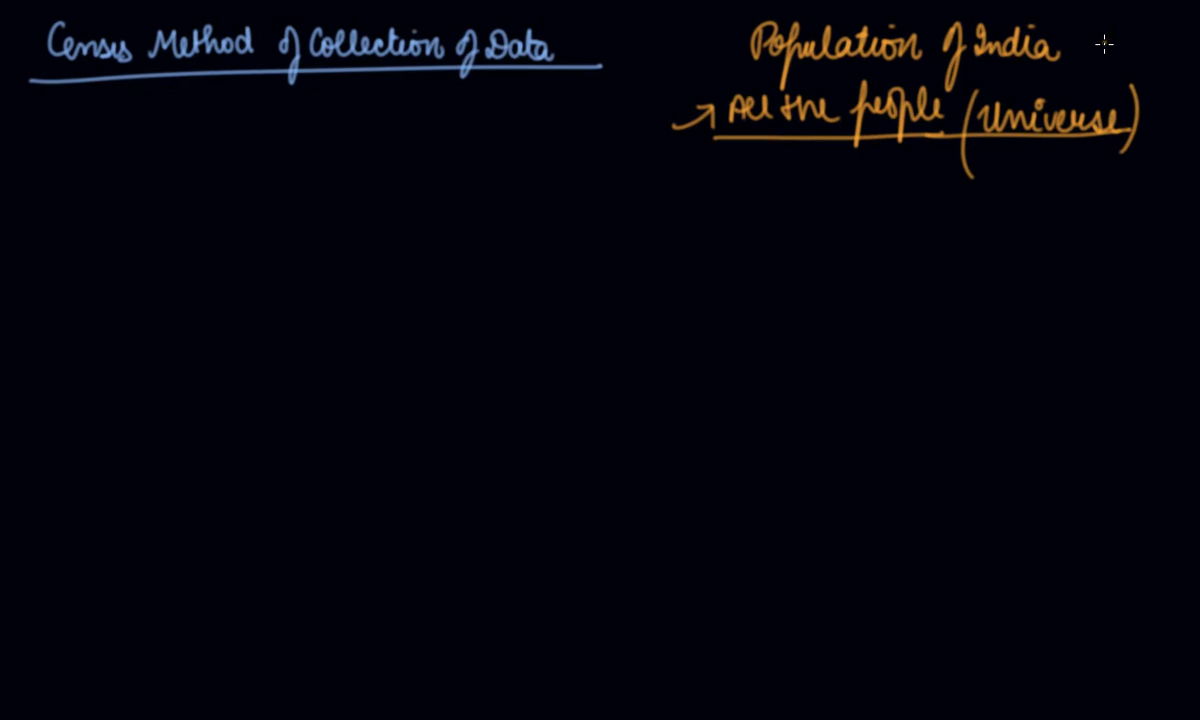 Census Method of Collection of Data
Population of India
→ All the people (Universe)